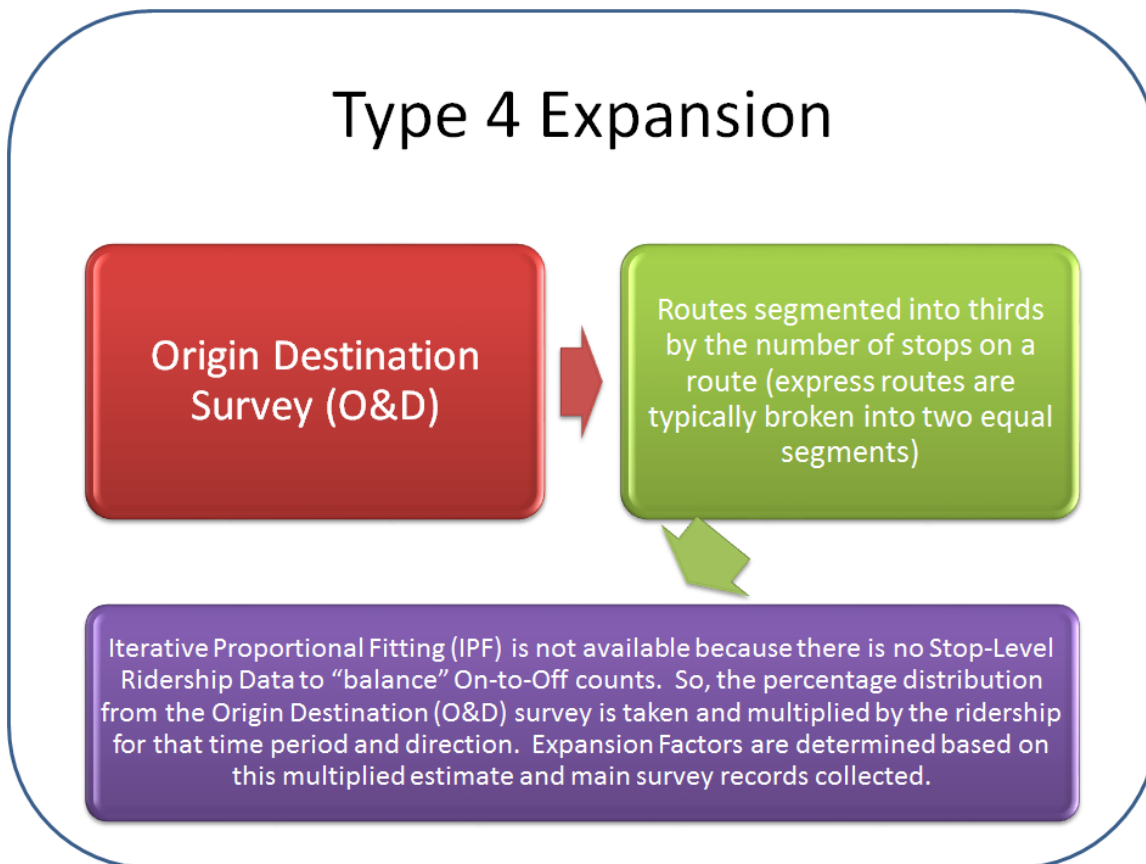 Type 4 Expansion
Origin Destination
Survey (O&D)
Routes segmented into thirds
by the number of stops on a
route (express routes are
typically broken into two equal
segments)
Iterative Proportional Fitting (IPF) is not available because there is no Stop-Level
Ridership Data to “balance” On-to-Off counts.  So, the percentage distribution
from the Origin Destination (O&D) survey is taken and multiplied by the ridership
for that time period and direction.  Expansion Factors are determined based on
this multiplied estimate and main survey records collected.